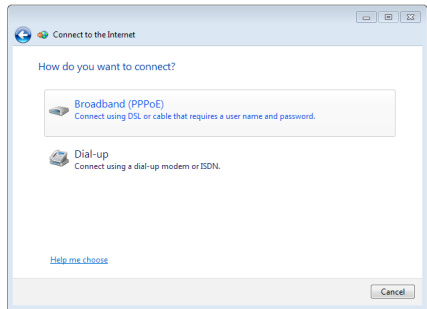 Connect to the Internet
How do you want to connect?
Broadband (PPPoE)
Connect using DSL or cable that requires a user name and password.
Dial-up
Connect using a dial-up modem or ISDN.
Help me choose
Cancel